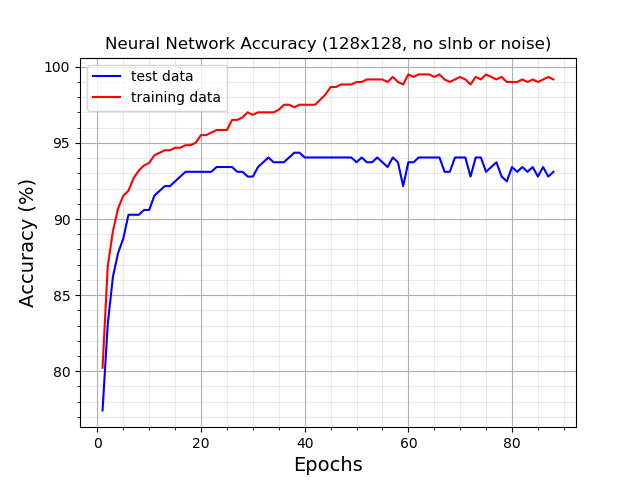 Neural Network Accuracy (128x128, no slnb or noise)
test data
training data
Accuracy (%)
100
95
90
85
80
0 20 40 60 80
Epochs